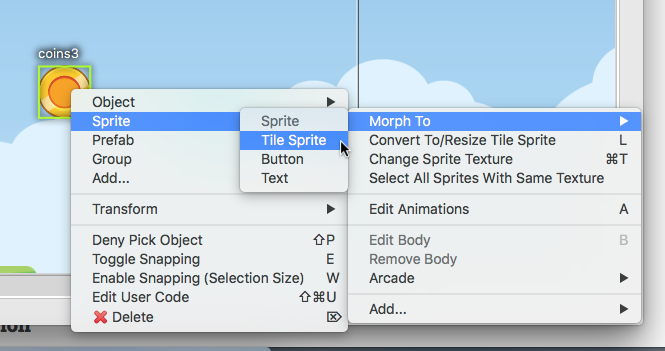 coins3
Object
Sprite
Prefab
Group
Add...
Transform
Deny Pick Object ⇧P
Toggle Snapping E
Enable Snapping (Selection Size) W
Edit User Code ⇧⌘U
Delete ⌦
Sprite
Tile Sprite
Button
Text
Morph To
Convert To/Resize Tile Sprite L
Change Sprite Texture ⌘T
Select All Sprites With Same Texture
Edit Animations A
Edit Body B
Remove Body
Arcade
Add...